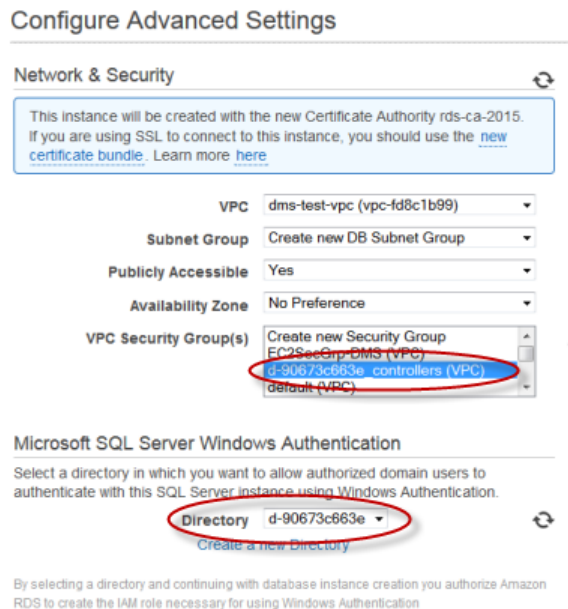 Configure Advanced Settings
Network & Security
This instance will be created with the new Certificate Authority rds-ca-2015.
If you are using SSL to connect to this instance, you should use the new
certificate bundle. Learn more here
VPC dms-test-vpc (vpc-fd8c1b99)
Subnet Group Create new DB Subnet Group
Publicly Accessible Yes
Availability Zone No Preference
VPC Security Group(s) Create new Security Group
EC2SecGrp-DMS (VPC)
d-90673c663e_controllers (VPC)
default (VPC)
Microsoft SQL Server Windows Authentication
Select a directory in which you want to allow authorized domain users to
authenticate with this SQL Server instance using Windows Authentication.
Directory d-90673c663e
Create a new Directory
By selecting a directory and continuing with database instance creation you authorize Amazon
RDS to create the IAM role necessary for using Windows Authentication